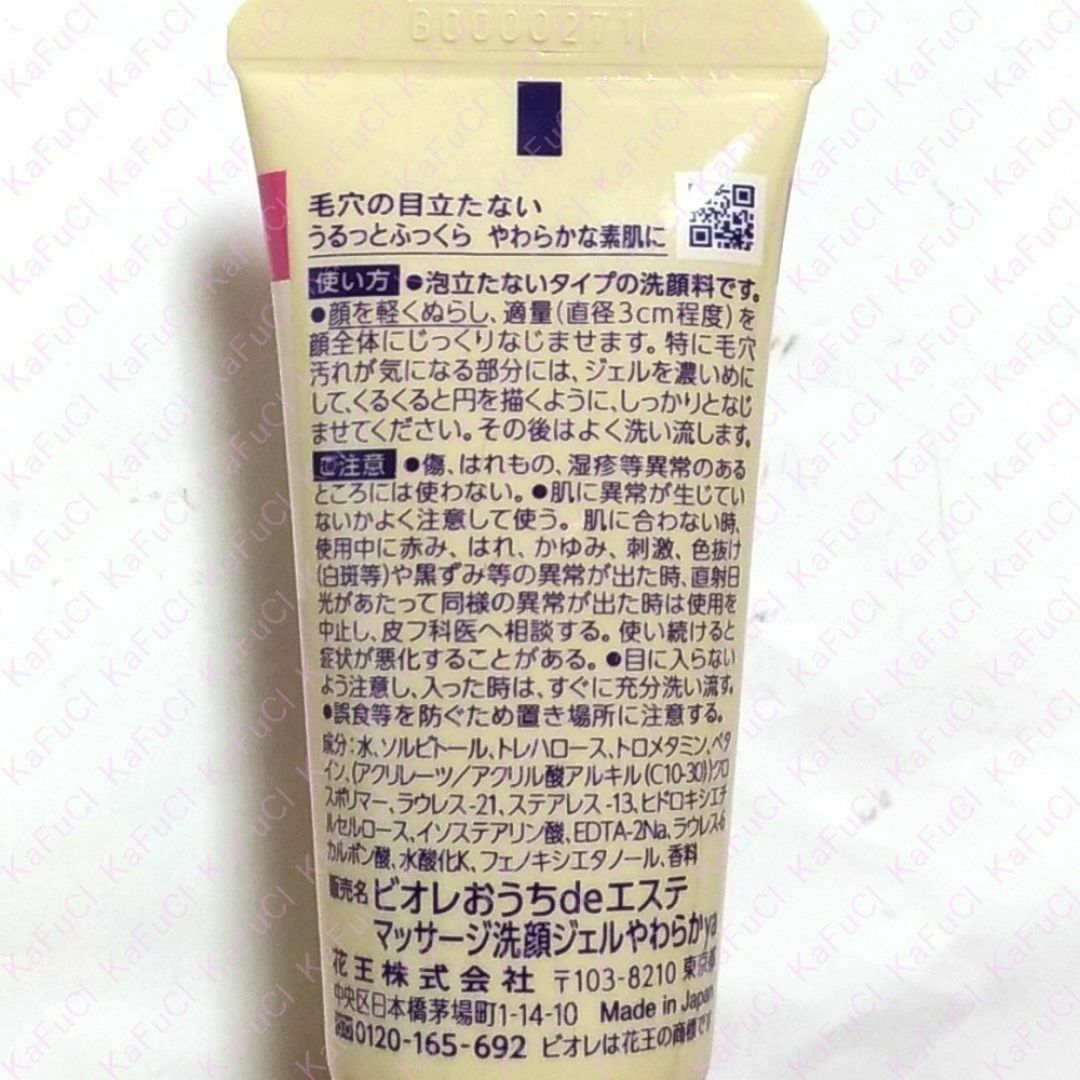 BC000271
毛穴の目立たない
うるっとふっくら やわらかな素肌に
使い方 ●泡立たないタイプの洗顔料です。
●顔を軽くぬらし、適量(直径3cm程度)を
顔全体にじっくりなじませます。特に毛穴
汚れが気になる部分には、ジェルを濃いめに
して、くるくると円を描くように、しっかりとなじ
ませてください。その後はよく洗い流します。
ご注意 ●傷、はれもの、湿疹等異常のある
ところには使わない。●肌に異常が生じてい
ないかよく注意して使う。肌に合わない時、
使用中に赤み、はれ、かゆみ、刺激、色抜け
(白斑等)や黒ずみ等の異常が出た時、直射日
光があたって同様の異常が出た時は使用を
中止し、皮フ科医へ相談する。使い続けると
症状が悪化することがある。●目に入らない
よう注意し、入った時は、すぐに充分洗い流す。
●誤食等を防ぐため置き場所に注意する。
成分:水、ソルビトール、トレハロース、トロメタミン、ベタ
イン、(アクリレーツ/アクリル酸アルキル(C10-30))クロ
スポリマー、ラウレス-21、ステアレス-13、ヒドロキシエチ
ルセルロース、イソステアリン酸、EDTA-2Na、ラウレス-6
カルボン酸、水酸化K、フェノキシエタノール、香料
販売名 ビオレおうちdeエステ
マッサージ洗顔ジェルやわらかya
花王株式会社 〒103-8210 東京都
中央区日本橋茅場町1-14-10 Made in Japan
0120-165-692 ビオレは花王の商標です
KaFuCI